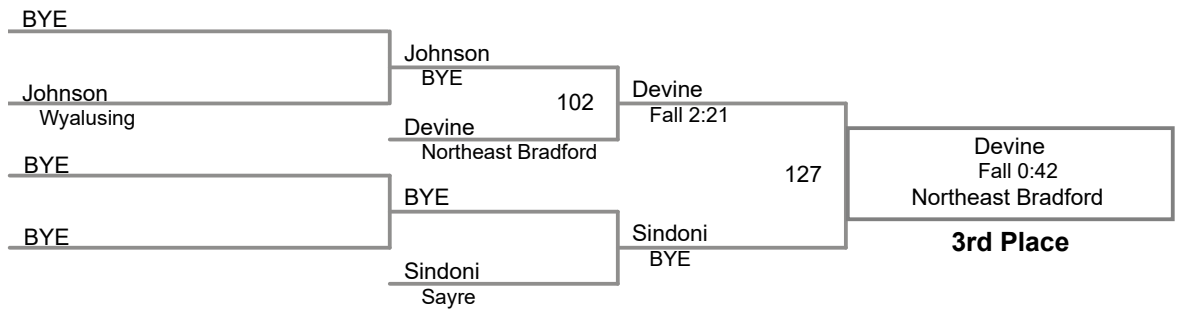 BYE
Johnson
Wyalusing
BYE
BYE
Johnson
BYE
102
Devine
Northeast Bradford
BYE
Sindoni
Sayre
Devine
Fall 2:21
127
Sindoni
BYE
Devine
Fall 0:42
Northeast Bradford
3rd Place